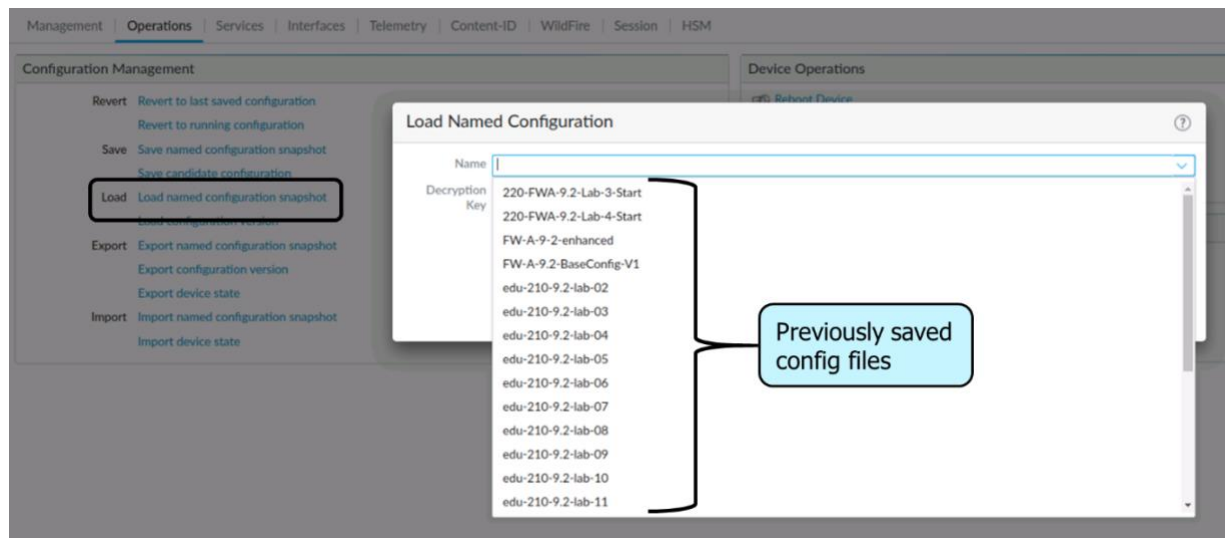 Management | Operations | Services | Interfaces | Telemetry | Content-ID | WildFire | Session | HSM
Configuration Management
Device Operations
Revert Revert to last saved configuration
Revert to running configuration
Save Save named configuration snapshot
Save candidate configuration
Load Load named configuration snapshot
Load configuration version
Export Export named configuration snapshot
Export configuration version
Export device state
Import Import named configuration snapshot
Import device state
Reboot Device
Load Named Configuration
?
Name
Decryption
Key
220-FWA-9.2-Lab-3-Start
220-FWA-9.2-Lab-4-Start
FW-A-9-2-enhanced
FW-A-9.2-BaseConfig-V1
edu-210-9.2-lab-02
edu-210-9.2-lab-03
edu-210-9.2-lab-04
edu-210-9.2-lab-05
edu-210-9.2-lab-06
edu-210-9.2-lab-07
edu-210-9.2-lab-08
edu-210-9.2-lab-09
edu-210-9.2-lab-10
edu-210-9.2-lab-11
Previously saved
config files